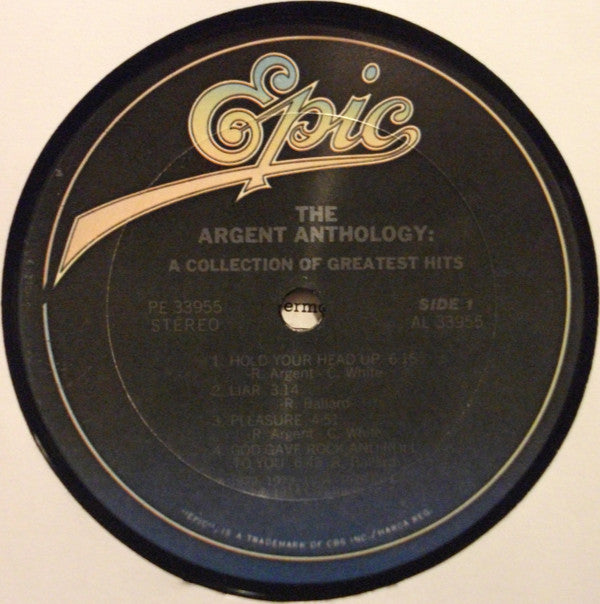 Epic
THE
ARGENT ANTHOLOGY:
A COLLECTION OF GREATEST HITS
PE 33955
STEREO
ermo
SIDE 1
AL 33955
1. HOLD YOUR HEAD UP 6:15
R. Argent - C. White
2. LIAR 3:14
R. Ballard
3. PLEASURE 4:51
R. Argent - C. White
4. GOD GAVE ROCK AND ROLL
TO YOU R. Ballard
"EPIC", IS A TRADEMARK OF CBS INC./MARCA REG.